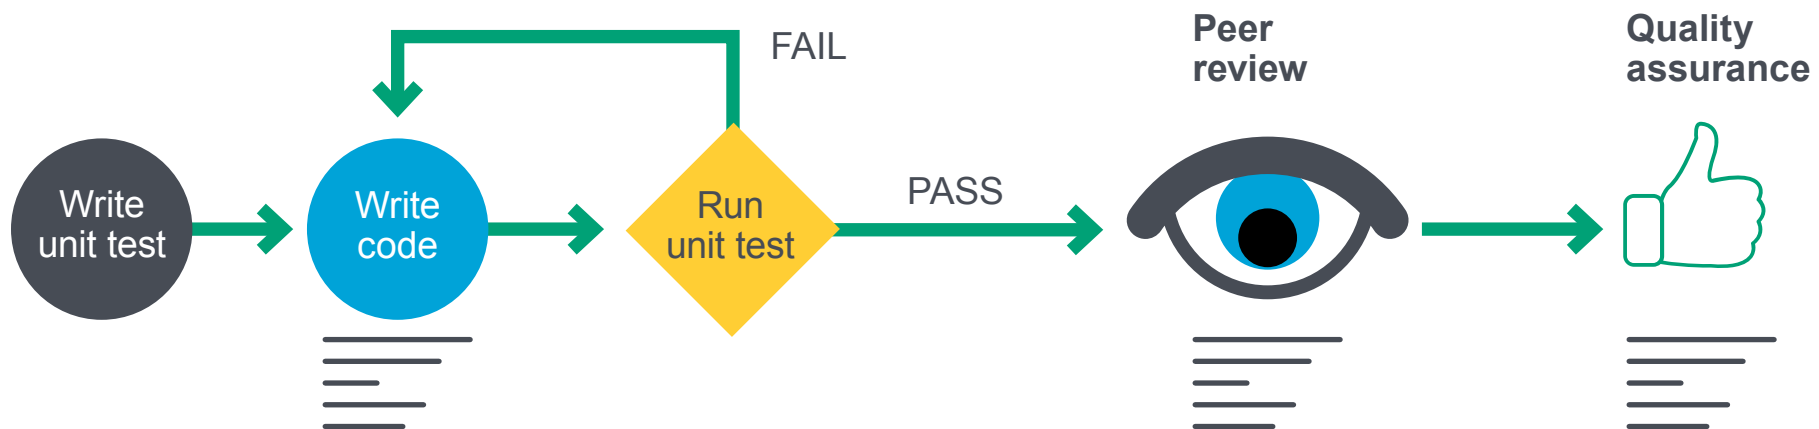 Write
unit test
Write
code
FAIL
Run
unit test
PASS
Peer
review
Quality
assurance